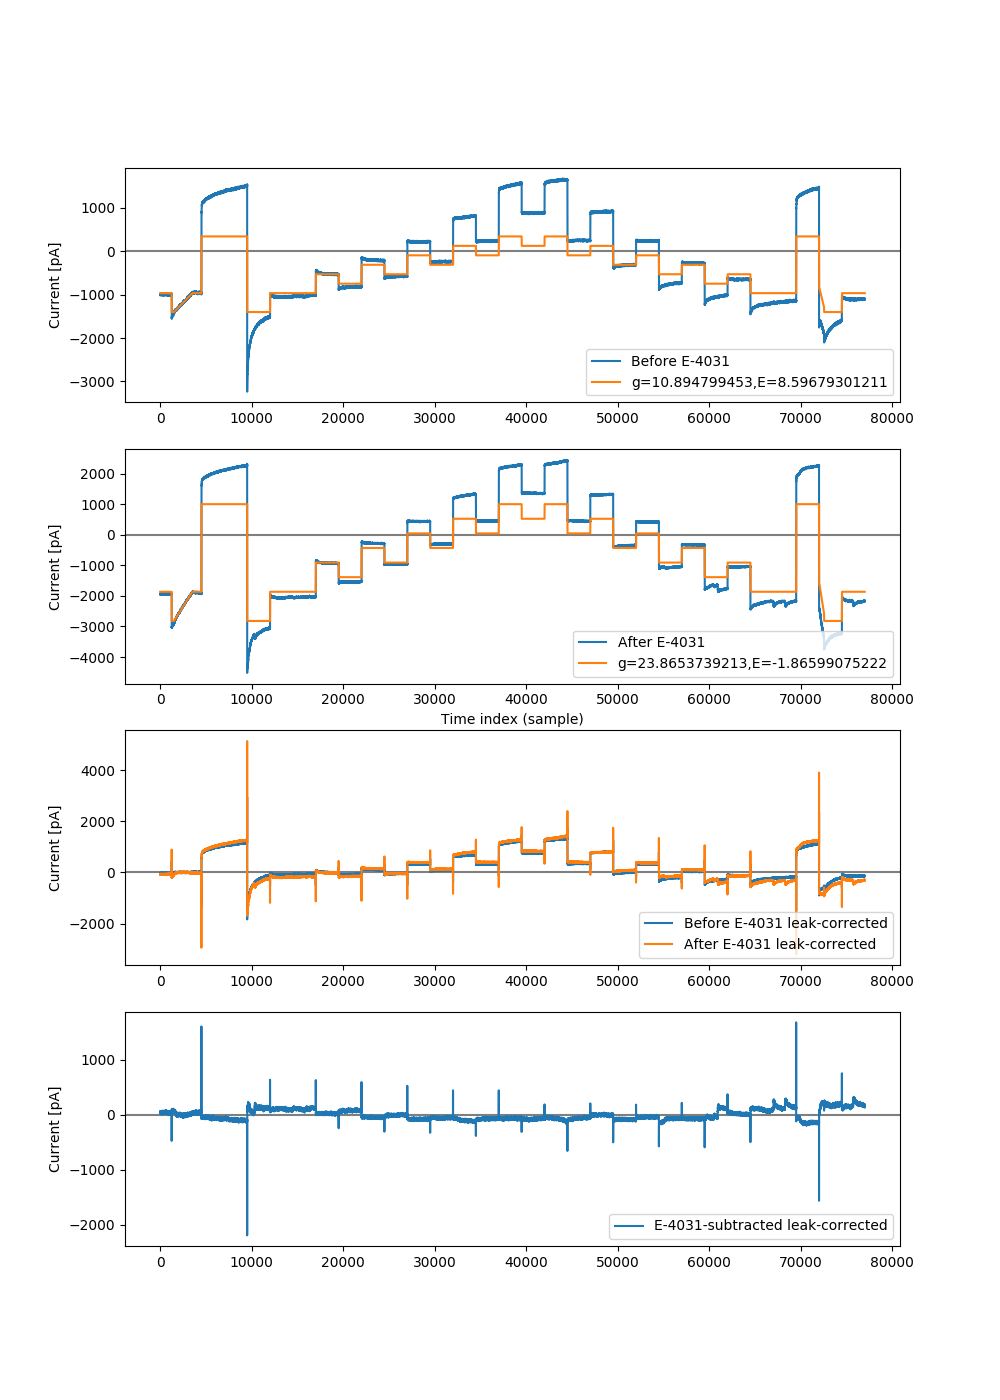 1000
0
−1000
−2000
−3000
Current [pA]
Before E-4031
g=10.894799453,E=8.59679301211
0 10000 20000 30000 40000 50000 60000 70000 80000
2000
1000
0
−1000
−2000
−3000
−4000
Current [pA]
After E-4031
g=23.8653739213,E=-1.86599075222
0 10000 20000 30000 40000 50000 60000 70000 80000
Time index (sample)
4000
2000
0
−2000
Current [pA]
Before E-4031 leak-corrected
After E-4031 leak-corrected
0 10000 20000 30000 40000 50000 60000 70000 80000
1000
0
−1000
−2000
Current [pA]
E-4031-subtracted leak-corrected
0 10000 20000 30000 40000 50000 60000 70000 80000